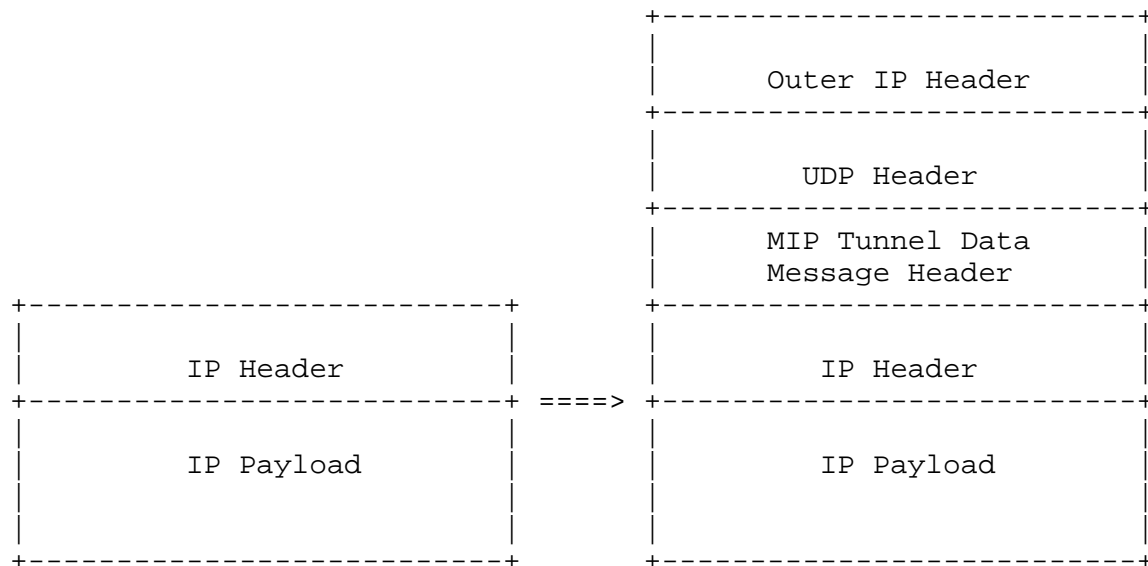 Outer IP Header
UDP Header
MIP Tunnel Data
Message Header
IP Header IP Header
====>
IP Payload IP Payload